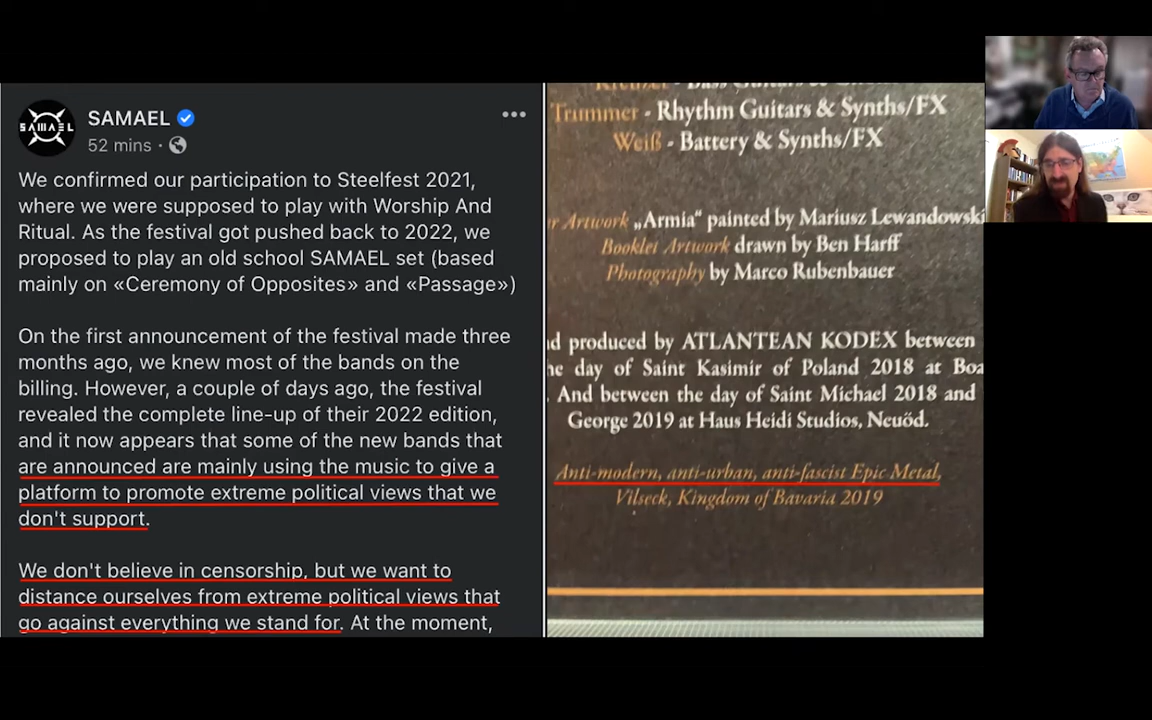 SAMAEL
SAMAEL
52 mins ·
We confirmed our participation to Steelfest 2021,
where we were supposed to play with Worship And
Ritual. As the festival got pushed back to 2022, we
proposed to play an old school SAMAEL set (based
mainly on «Ceremony of Opposites» and «Passage»)
On the first announcement of the festival made three
months ago, we knew most of the bands on the
billing. However, a couple of days ago, the festival
revealed the complete line-up of their 2022 edition,
and it now appears that some of the new bands that
are announced are mainly using the music to give a
platform to promote extreme political views that we
don't support.
We don't believe in censorship, but we want to
distance ourselves from extreme political views that
go against everything we stand for. At the moment,
- Bass Guitars &
Trummer - Rhythm Guitars & Synths/FX
Weiß - Battery & Synths/FX
Artwork „Armia“ painted by Mariusz Lewandowski
Booklet Artwork drawn by Ben Harff
Photography by Marco Rubenbauer
d produced by ATLANTEAN KODEX between
he day of Saint Kasimir of Poland 2018 at Boa
. And between the day of Saint Michael 2018 and
George 2019 at Haus Heidi Studios, Neuöd.
Anti-modern, anti-urban, anti-fascist Epic Metal,
Vilseck, Kingdom of Bavaria 2019